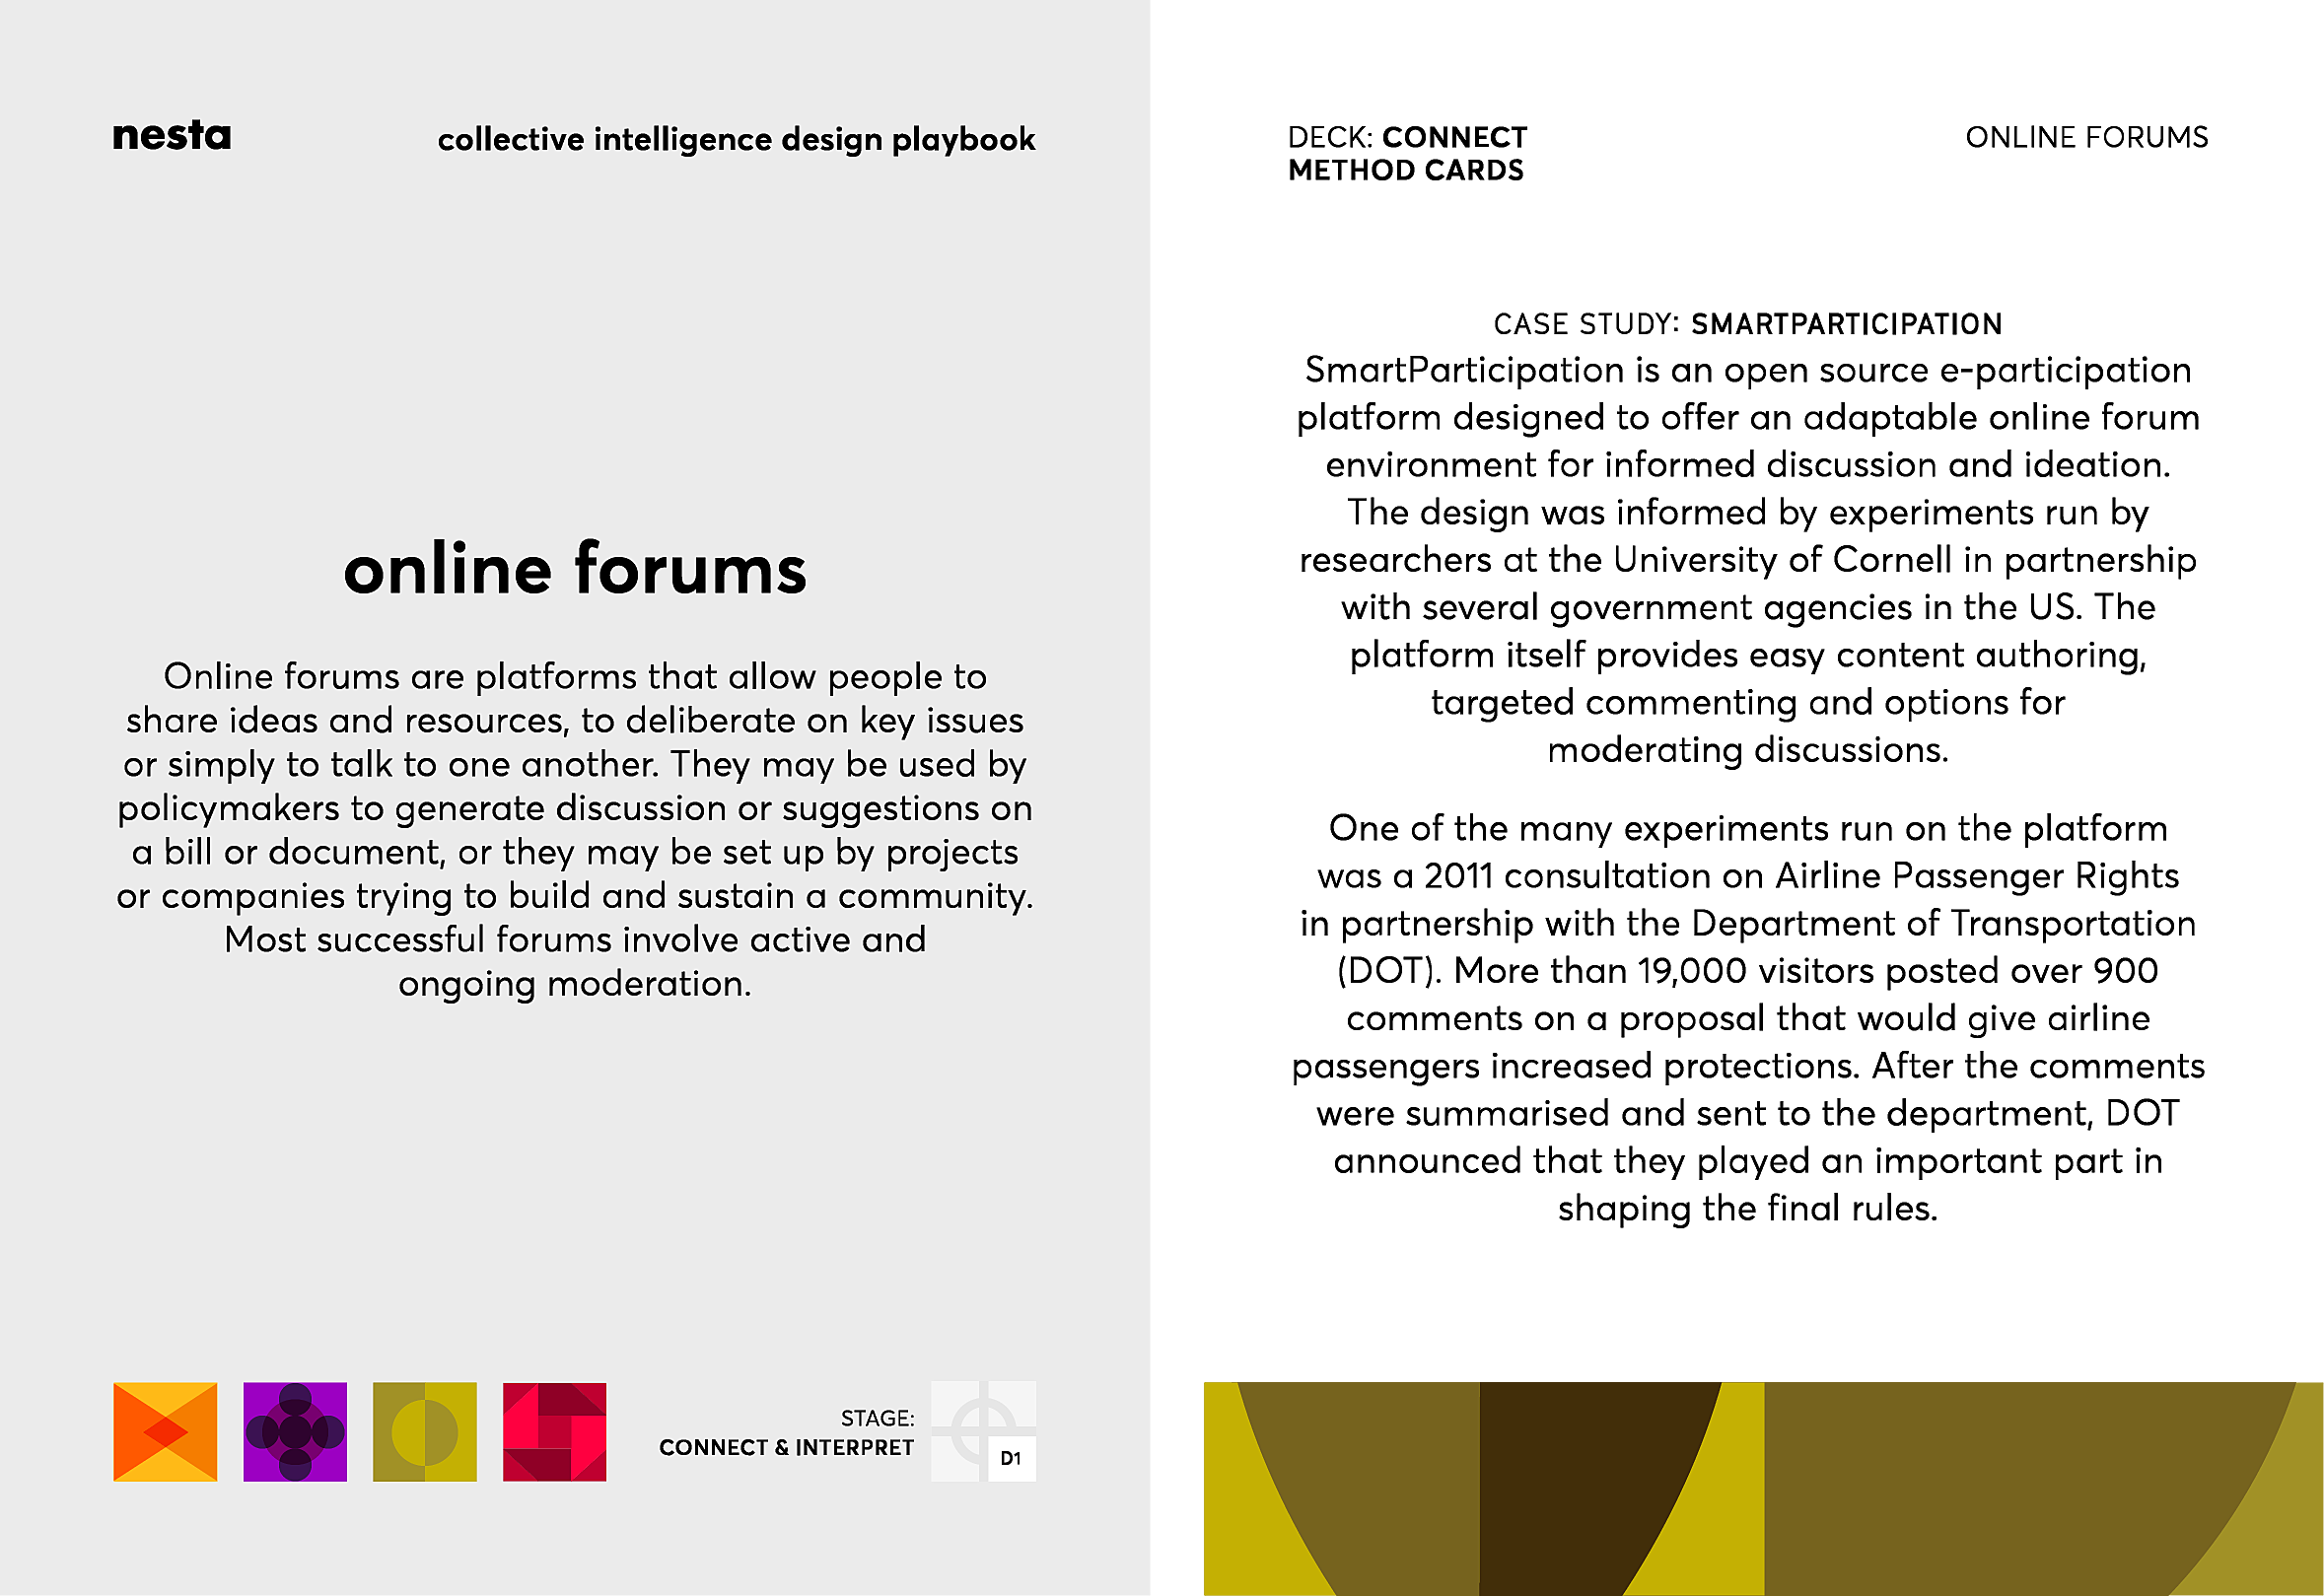 nesta
collective intelligence design playbook
online forums
Online forums are platforms that allow people to
share ideas and resources, to deliberate on key issues
or simply to talk to one another. They may be used by
policymakers to generate discussion or suggestions on
a bill or document, or they may be set up by projects
or companies trying to build and sustain a community.
Most successful forums involve active and
ongoing moderation.
STAGE:
CONNECT & INTERPRET
D1
DECK: CONNECT
METHOD CARDS
ONLINE FORUMS
CASE STUDY: SMARTPARTICIPATION
SmartParticipation is an open source e-participation
platform designed to offer an adaptable online forum
environment for informed discussion and ideation.
The design was informed by experiments run by
researchers at the University of Cornell in partnership
with several government agencies in the US. The
platform itself provides easy content authoring,
targeted commenting and options for
moderating discussions.
One of the many experiments run on the platform
was a 2011 consultation on Airline Passenger Rights
in partnership with the Department of Transportation
(DOT). More than 19,000 visitors posted over 900
comments on a proposal that would give airline
passengers increased protections. After the comments
were summarised and sent to the department, DOT
announced that they played an important part in
shaping the final rules.